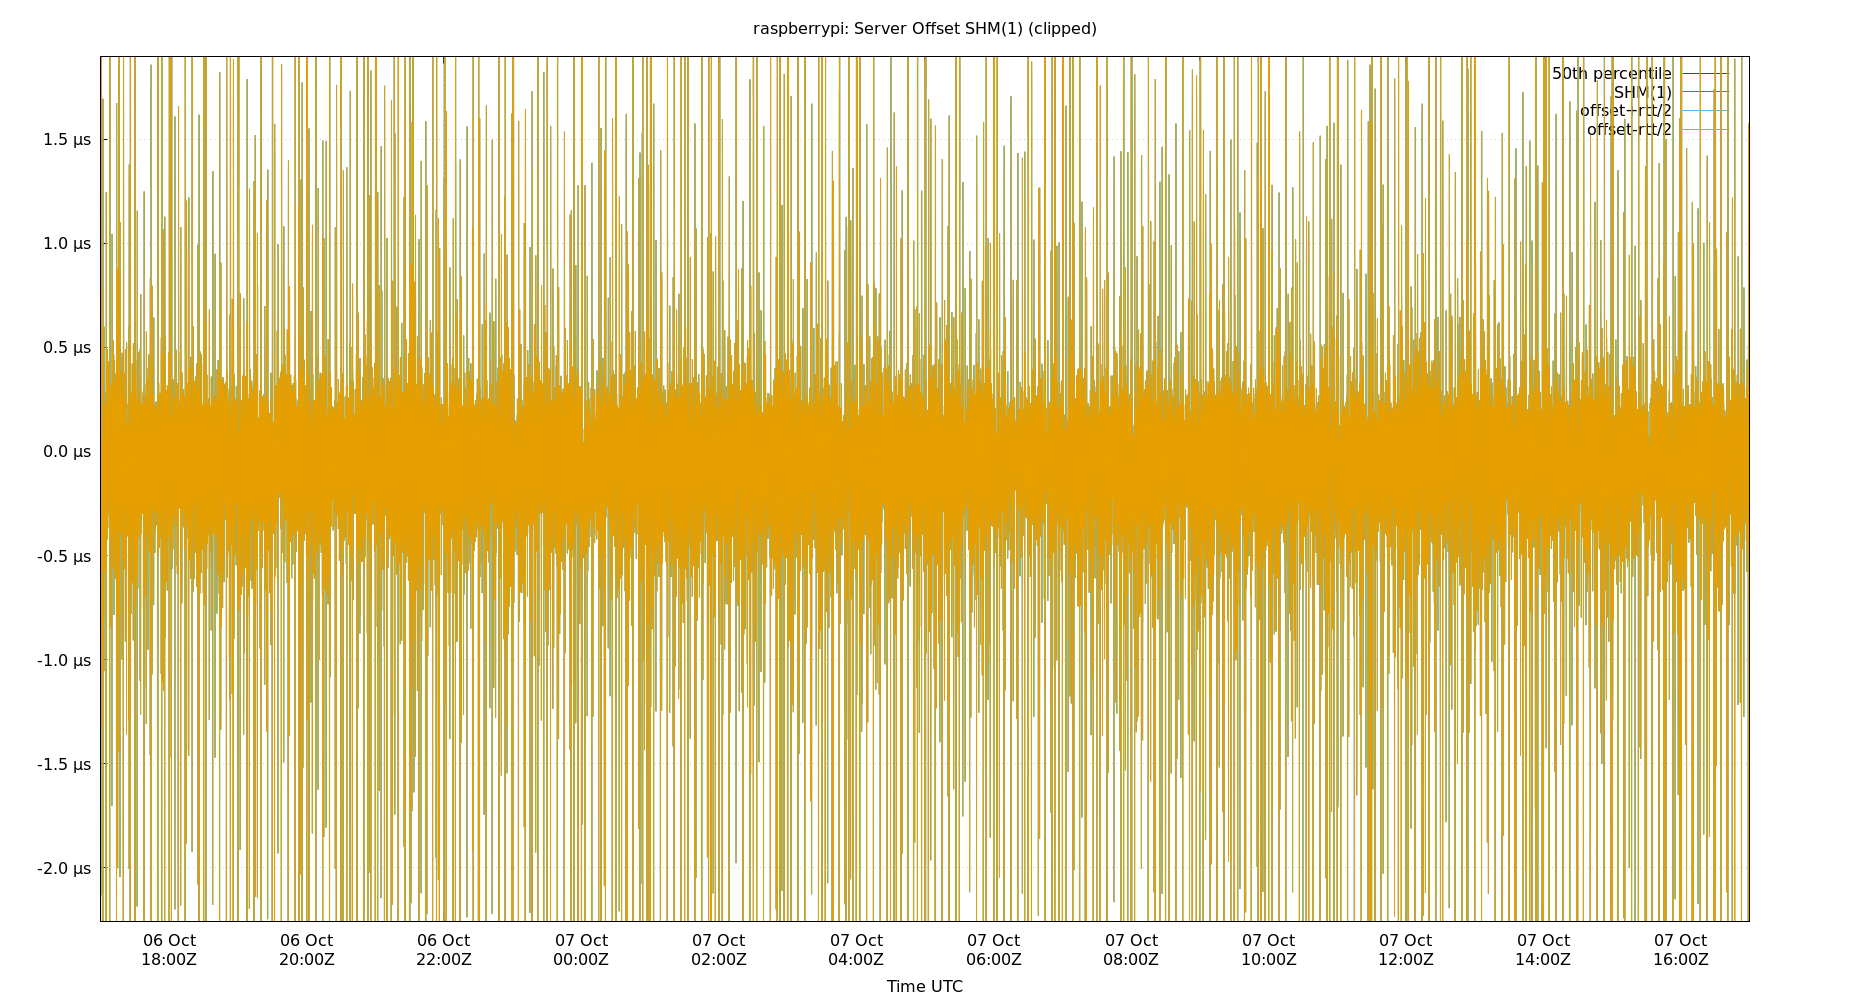 raspberrypi: Server Offset SHM(1) (clipped)
50th percentile
SHM(1)
offset+rtt/2
offset-rtt/2
1.5 µs
1.0 µs
0.5 µs
0.0 µs
-0.5 µs
-1.0 µs
-1.5 µs
-2.0 µs
06 Oct 06 Oct 06 Oct 07 Oct 07 Oct 07 Oct 07 Oct 07 Oct 07 Oct 07 Oct 07 Oct 07 Oct
18:00Z 20:00Z 22:00Z 00:00Z 02:00Z 04:00Z 06:00Z 08:00Z 10:00Z 12:00Z 14:00Z 16:00Z
Time UTC